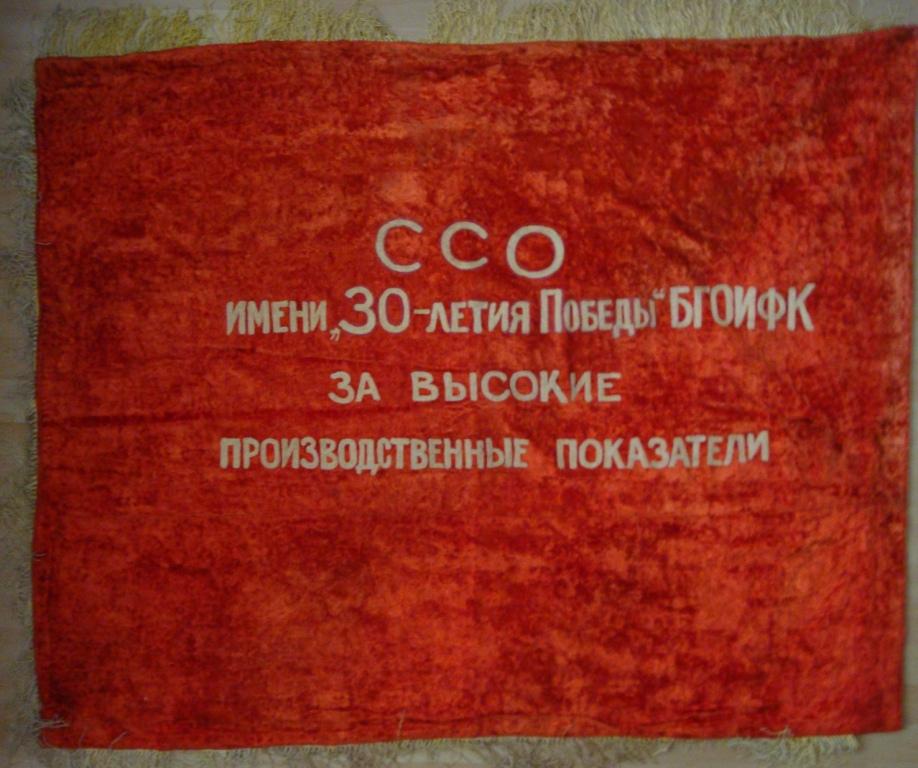 ССО
ИМЕНИ „30-ЛЕТИЯ ПОБЕДЫ“ БГОИФК
ЗА ВЫСОКИЕ
ПРОИЗВОДСТВЕННЫЕ ПОКАЗАТЕЛИ